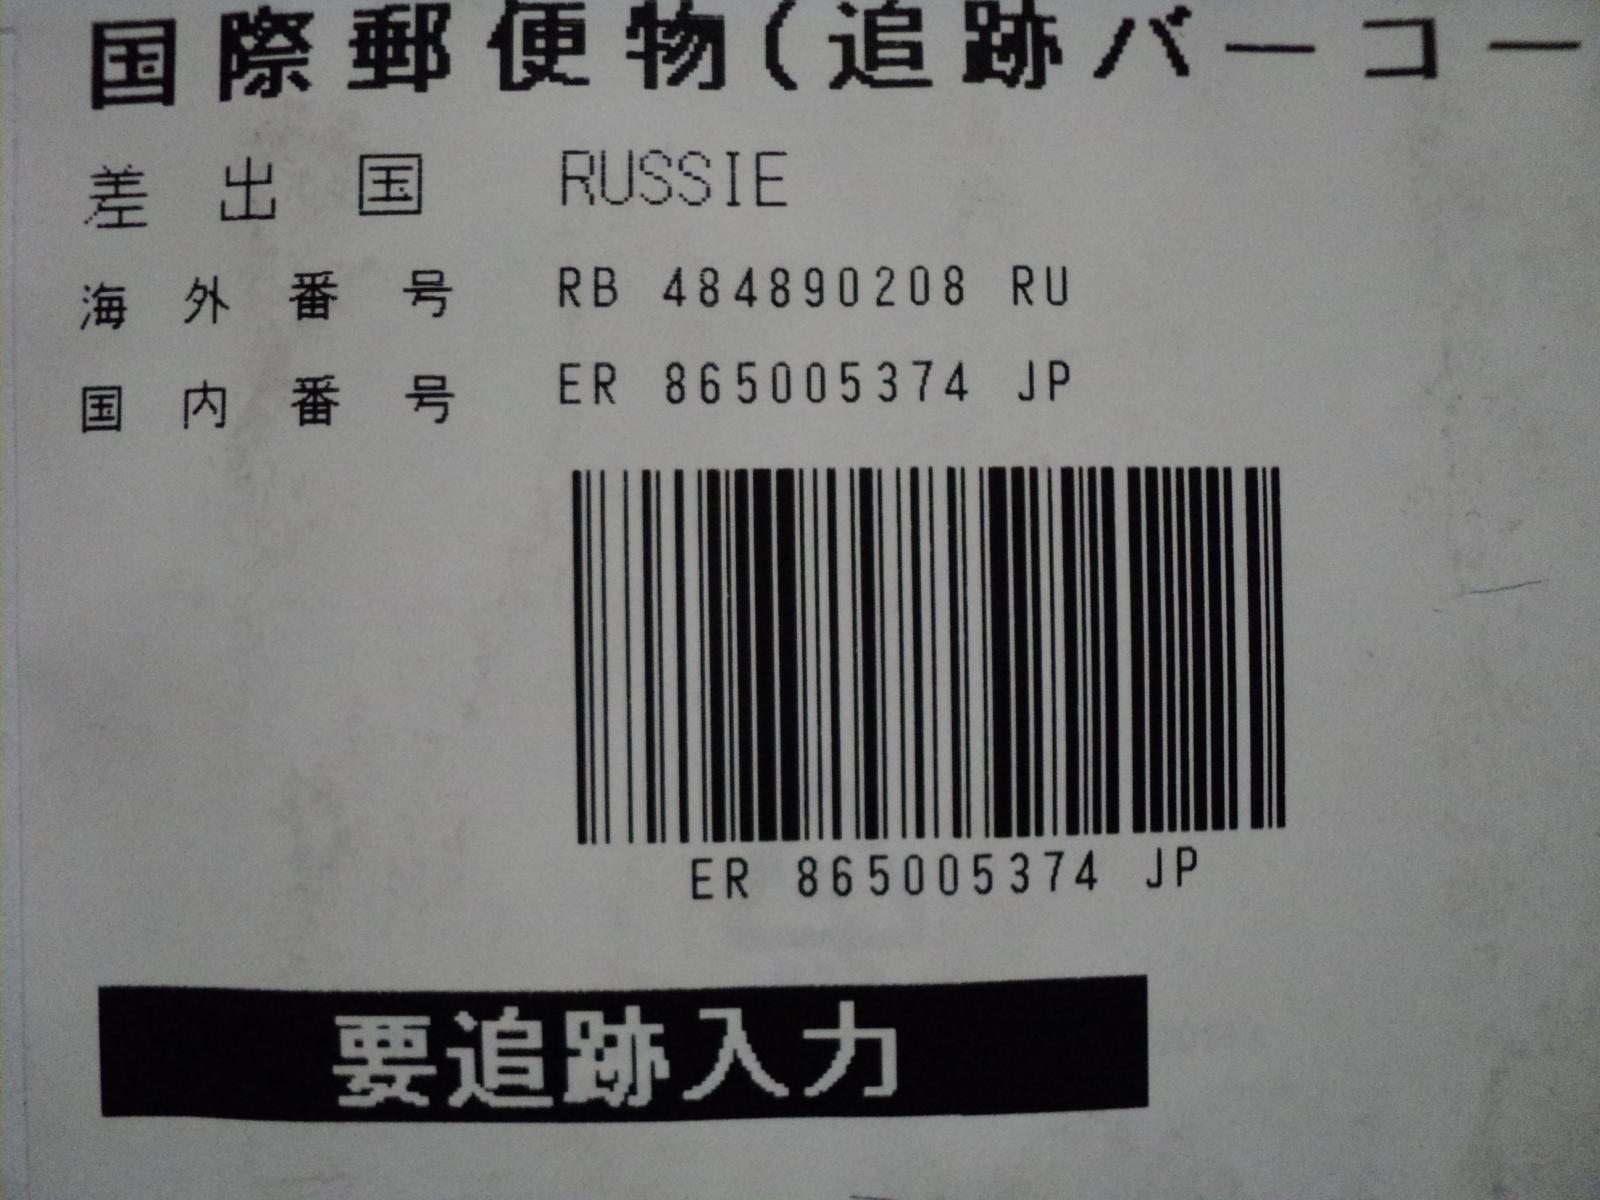 国際郵便物(追跡バーコー
差出国 RUSSIE
海外番号 RB 484890208 RU
国内番号 ER 865005374 JP
ER 865005374 JP
要追跡入力